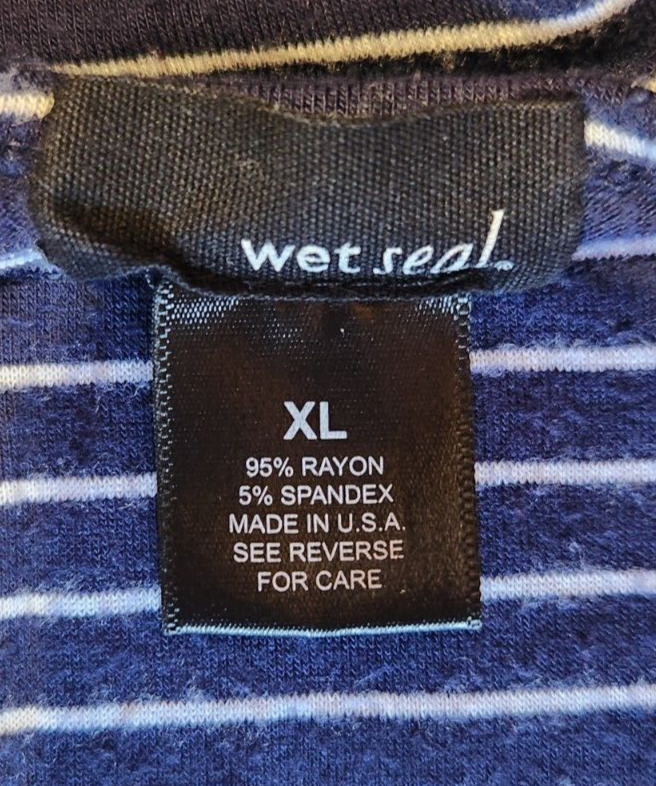 wet seal.
XL
95% RAYON
5% SPANDEX
MADE IN U.S.A.
SEE REVERSE
FOR CARE